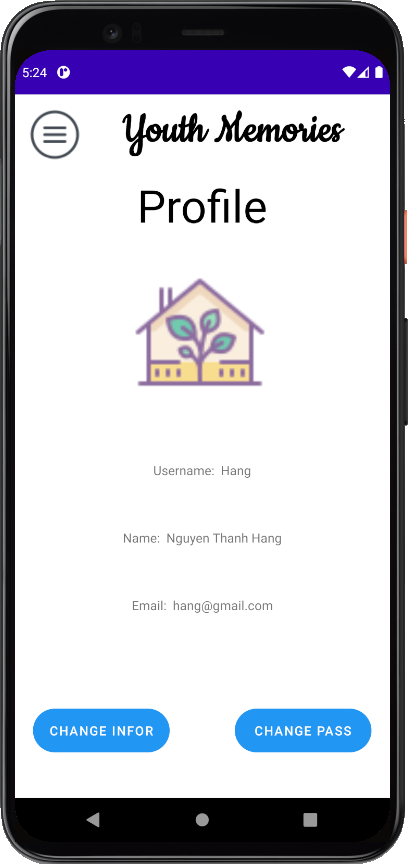 5:24
Youth Memories
Profile
Username: Hang
Name: Nguyen Thanh Hang
Email: hang@gmail.com
CHANGE INFOR
CHANGE PASS